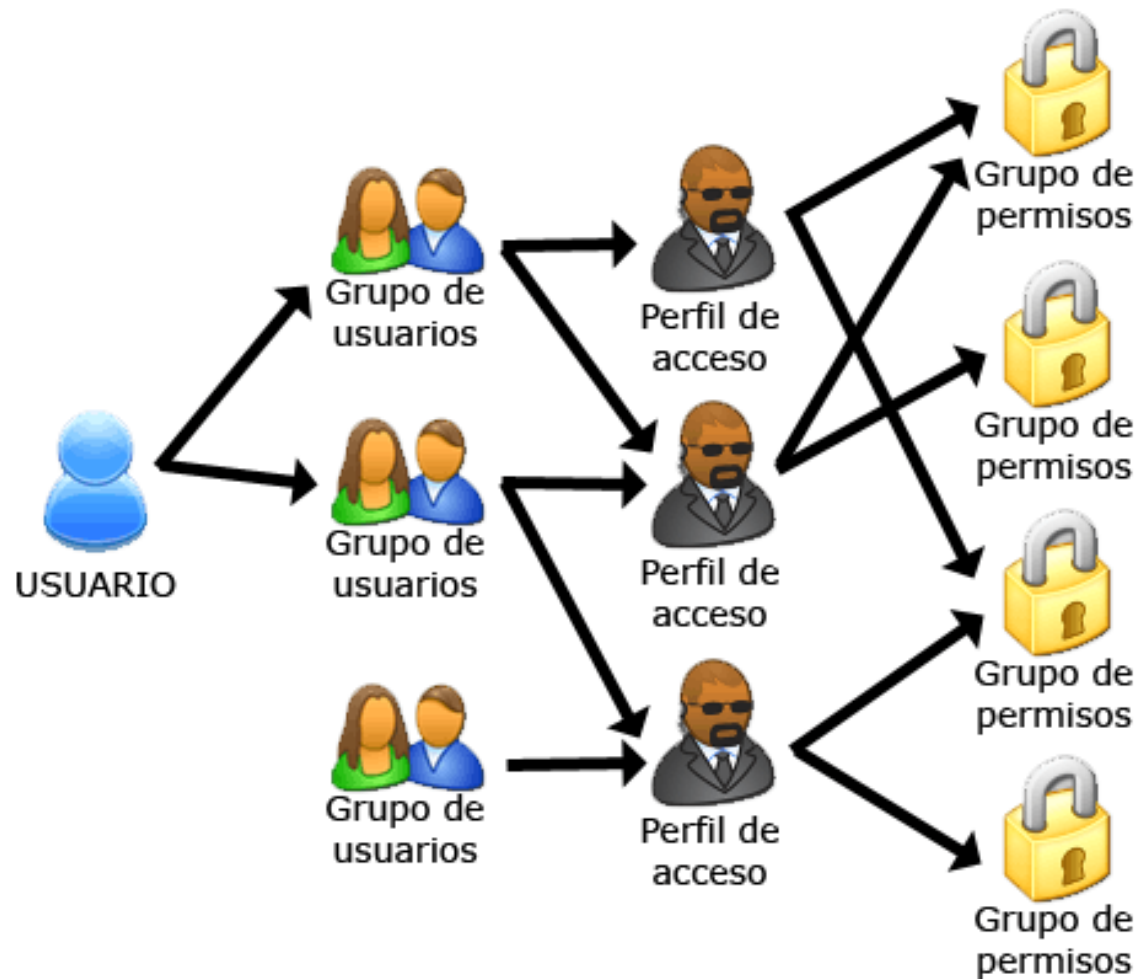 Grupo de
permisos
Grupo de
usuarios
Perfil de
acceso
Grupo de
permisos
USUARIO
Grupo de
usuarios
Perfil de
acceso
Grupo de
permisos
Grupo de
usuarios
Perfil de
acceso
Grupo de
permisos